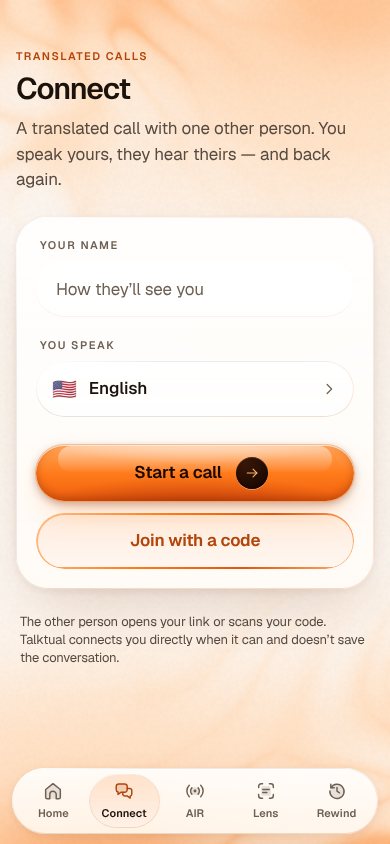 TRANSLATED CALLS
Connect
A translated call with one other person. You
speak yours, they hear theirs — and back
again.
YOUR NAME
How they’ll see you
YOU SPEAK
English
Start a call
Join with a code
The other person opens your link or scans your code.
Talktual connects you directly when it can and doesn’t save
the conversation.
Home
Connect
AIR
Lens
Rewind